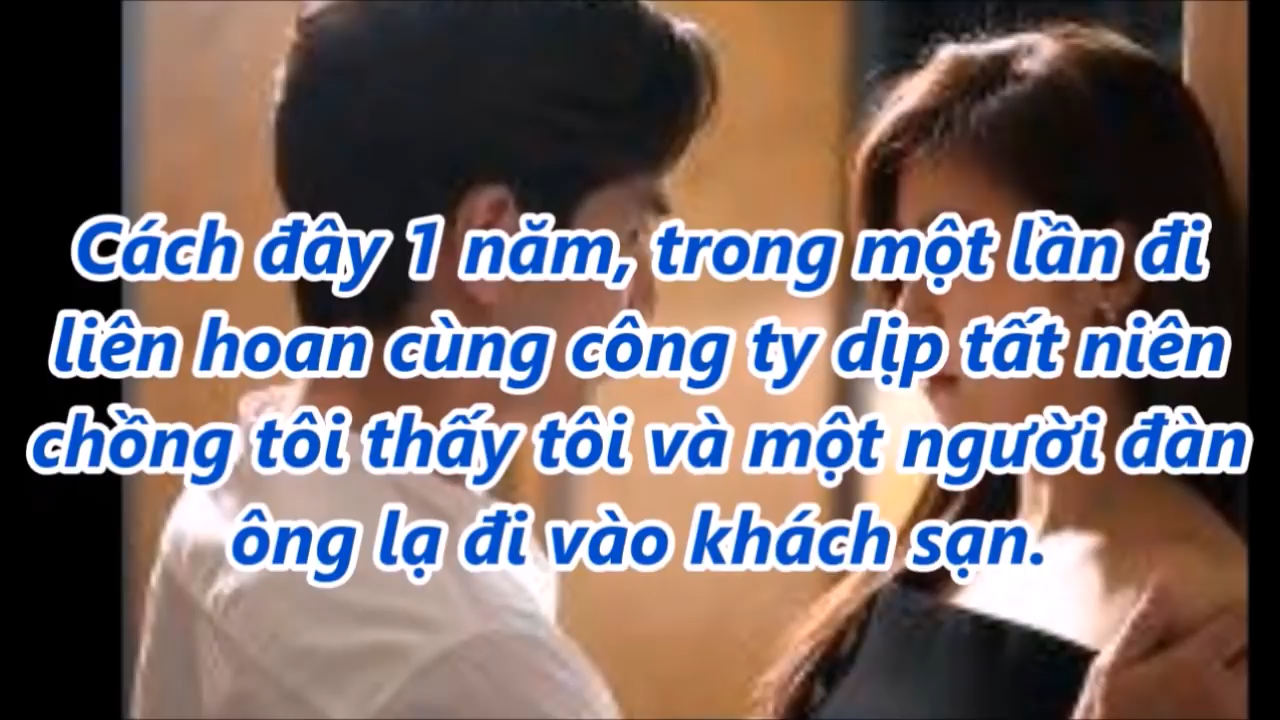 Cách đây 1 năm, trong một lần đi
liên hoan cùng công ty dịp tất niên
chồng tôi thấy tôi và một người đàn
ông lạ đi vào khách sạn.